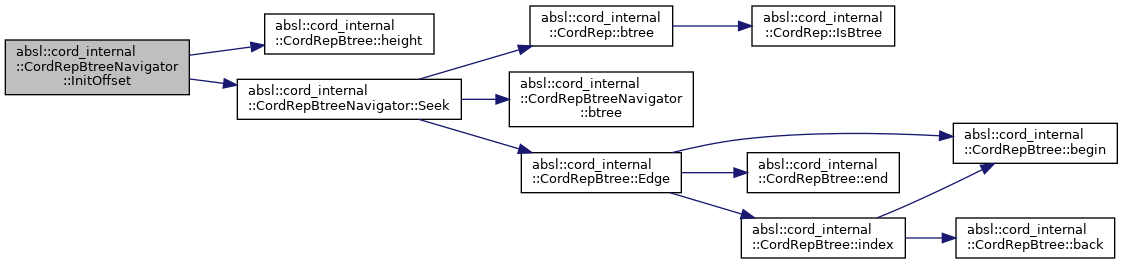 absl::cord_internal
::CordRepBtreeNavigator
::InitOffset
absl::cord_internal
::CordRepBtree::height
absl::cord_internal
::CordRepBtreeNavigator::Seek
absl::cord_internal
::CordRep::btree
absl::cord_internal
::CordRep::IsBtree
absl::cord_internal
::CordRepBtreeNavigator
::btree
absl::cord_internal
::CordRepBtree::Edge
absl::cord_internal
::CordRepBtree::begin
absl::cord_internal
::CordRepBtree::end
absl::cord_internal
::CordRepBtree::index
absl::cord_internal
::CordRepBtree::back